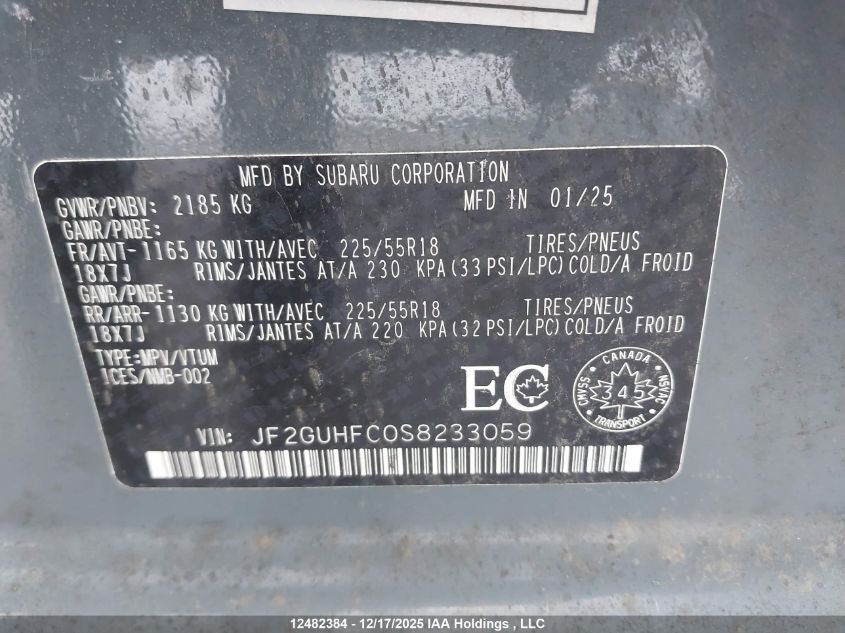 MFD BY SUBARU CORPORATION
GVWR/PNBV: 2185 KG MFD IN 01/25
GAWR/PNBE:
FR/AVT-1165 KG WITH/AVEC 225/55R18 TIRES/PNEUS
18X7J RIMS/JANTES AT/A 230 KPA(33 PSI/LPC)COLD/A FROID
GAWR/PNBE:
RR/ARR-1130 KG WITH/AVEC 225/55R18 TIRES/PNEUS
18X7J RIMS/JANTES AT/A 220 KPA(32 PSI/LPC)COLD/A FROID
TYPE:MPV/VTUM
ICES/NMB-002
EC
CANADA
CMVSS 345 NSVAC
TRANSPORT
VIN: JF2GUHFC0S8233059
12482384 - 12/17/2025 IAA Holdings , LLC